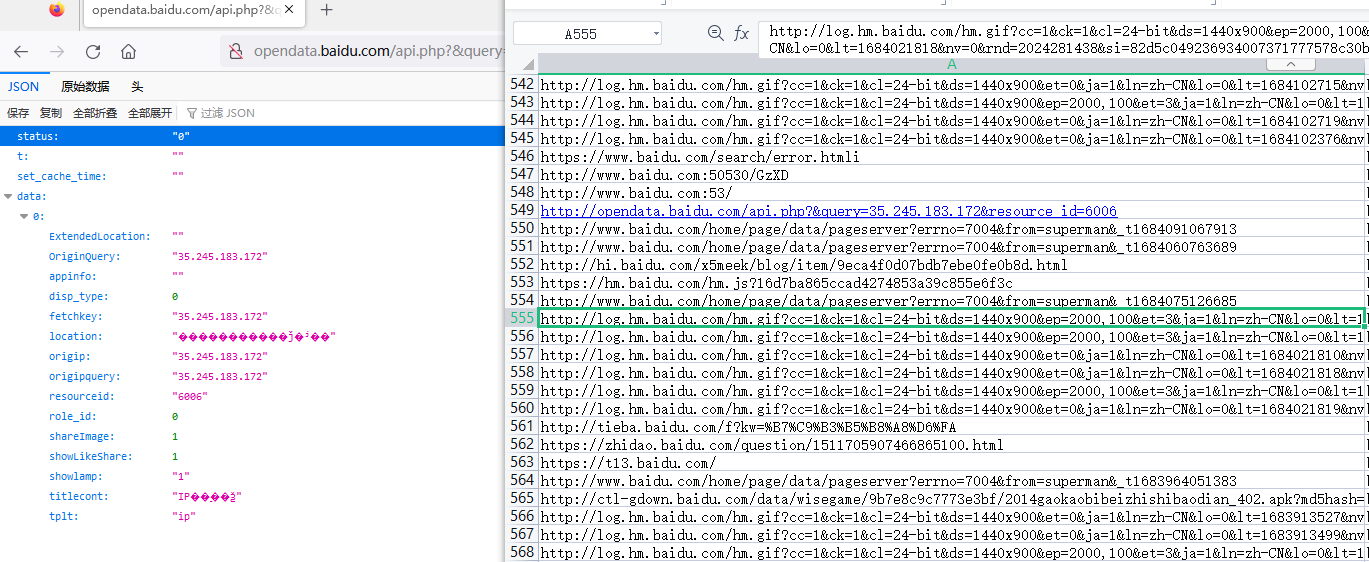 opendata.baidu.com/api.php?&q
opendata.baidu.com/api.php?&query=
JSON 原始数据 头
保存 复制 全部折叠 全部展开 过滤 JSON
status: "0"
t: ""
set_cache_time: ""
data:
0:
ExtendedLocation: ""
OriginQuery: "35.245.183.172"
appinfo: ""
disp_type: 0
fetchkey: "35.245.183.172"
location:
origip: "35.245.183.172"
origipquery: "35.245.183.172"
resourceid: "6006"
role_id: 0
shareImage: 1
showLikeShare: 1
showlamp: "1"
titlecont:
tplt: "ip"
A555 fx http://log.hm.baidu.com/hm.gif?cc=1&ck=1&cl=24-bit&ds=1440x900&ep=2000,100&
CN&lo=0&lt=1684021818&nv=0&rnd=2024281438&si=82d5c049236934007371777578c30b
A
542 http://log.hm.baidu.com/hm.gif?cc=1&ck=1&cl=24-bit&ds=1440x900&et=0&ja=1&ln=zh-CN&lo=0&lt=1684102715&nv
543 http://log.hm.baidu.com/hm.gif?cc=1&ck=1&cl=24-bit&ds=1440x900&ep=2000,100&et=3&ja=1&ln=zh-CN&lo=0&lt=1
544 http://log.hm.baidu.com/hm.gif?cc=1&ck=1&cl=24-bit&ds=1440x900&et=0&ja=1&ln=zh-CN&lo=0&lt=1684102719&nv
545 http://log.hm.baidu.com/hm.gif?cc=1&ck=1&cl=24-bit&ds=1440x900&et=0&ja=1&ln=zh-CN&lo=0&lt=1684102376&nv
546 https://www.baidu.com/search/error.htmli
547 http://www.baidu.com:50530/GzXD
548 http://www.baidu.com:53/
549 http://opendata.baidu.com/api.php?&query=35.245.183.172&resource_id=6006
550 http://www.baidu.com/home/page/data/pageserver?errno=7004&from=superman&_t1684091067913
551 http://www.baidu.com/home/page/data/pageserver?errno=7004&from=superman&_t1684060763689
552 http://hi.baidu.com/x5meek/blog/item/9eca4f0d07bdb7ebe0fe0b8d.html
553 https://hm.baidu.com/hm.js?16d7ba865ccad4274853a39c855e6f3c
554 http://www.baidu.com/home/page/data/pageserver?errno=7004&from=superman&_t1684075126685
555 http://log.hm.baidu.com/hm.gif?cc=1&ck=1&cl=24-bit&ds=1440x900&ep=2000,100&et=3&ja=1&ln=zh-CN&lo=0&lt=1
556 http://log.hm.baidu.com/hm.gif?cc=1&ck=1&cl=24-bit&ds=1440x900&ep=2000,100&et=3&ja=1&ln=zh-CN&lo=0&lt=1
557 http://log.hm.baidu.com/hm.gif?cc=1&ck=1&cl=24-bit&ds=1440x900&et=0&ja=1&ln=zh-CN&lo=0&lt=1684021810&nv
558 http://log.hm.baidu.com/hm.gif?cc=1&ck=1&cl=24-bit&ds=1440x900&et=0&ja=1&ln=zh-CN&lo=0&lt=1684021818&nv
559 http://log.hm.baidu.com/hm.gif?cc=1&ck=1&cl=24-bit&ds=1440x900&ep=2000,100&et=3&ja=1&ln=zh-CN&lo=0&lt=1
560 http://log.hm.baidu.com/hm.gif?cc=1&ck=1&cl=24-bit&ds=1440x900&et=0&ja=1&ln=zh-CN&lo=0&lt=1684021819&nv
561 http://tieba.baidu.com/f?kw=%B7%C9%B3%B5%B8%A8%D6%FA
562 https://zhidao.baidu.com/question/1511705907466865100.html
563 https://t13.baidu.com/
564 http://www.baidu.com/home/page/data/pageserver?errno=7004&from=superman&_t1683964051383
565 http://ctl-gdown.baidu.com/data/wisegame/9b7e8c9c7773e3bf/2014gaokaobibeizhishibaodian_402.apk?md5hash=
566 http://log.hm.baidu.com/hm.gif?cc=1&ck=1&cl=24-bit&ds=1440x900&et=0&ja=1&ln=zh-CN&lo=0&lt=1683913527&nv
567 http://log.hm.baidu.com/hm.gif?cc=1&ck=1&cl=24-bit&ds=1440x900&et=0&ja=1&ln=zh-CN&lo=0&lt=1683913499&nv
568 http://log.hm.baidu.com/hm.gif?cc=1&ck=1&cl=24-bit&ds=1440x900&ep=2000,100&et=3&ja=1&ln=zh-CN&lo=0&lt=1